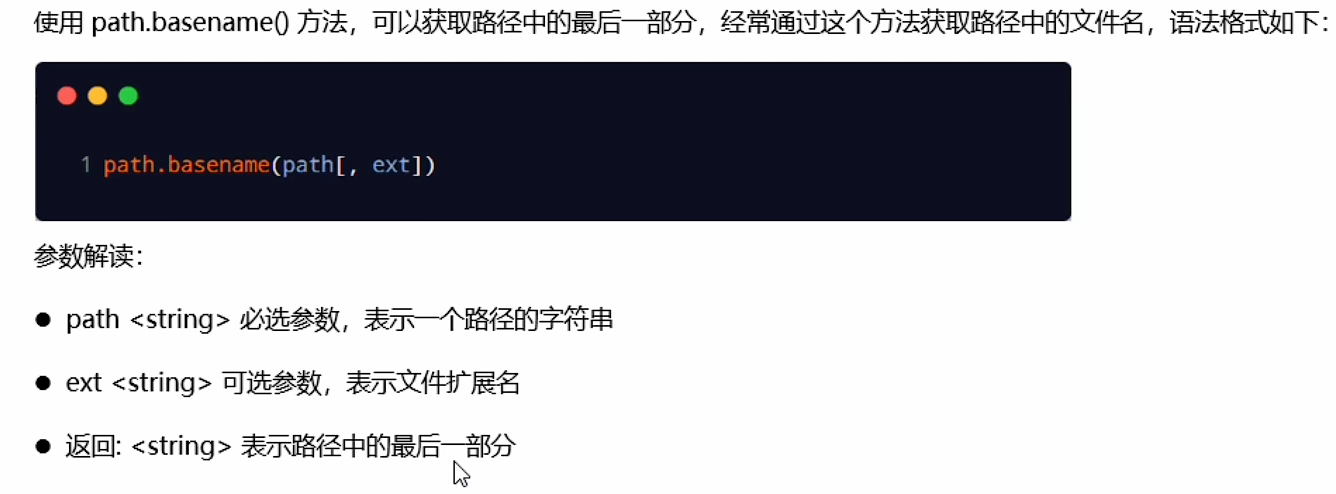 使用 path.basename() 方法，可以获取路径中的最后一部分，经常通过这个方法获取路径中的文件名，语法格式如下：
1 path.basename(path[, ext])
参数解读：
● path <string> 必选参数，表示一个路径的字符串
● ext <string> 可选参数，表示文件扩展名
● 返回: <string> 表示路径中的最后一部分